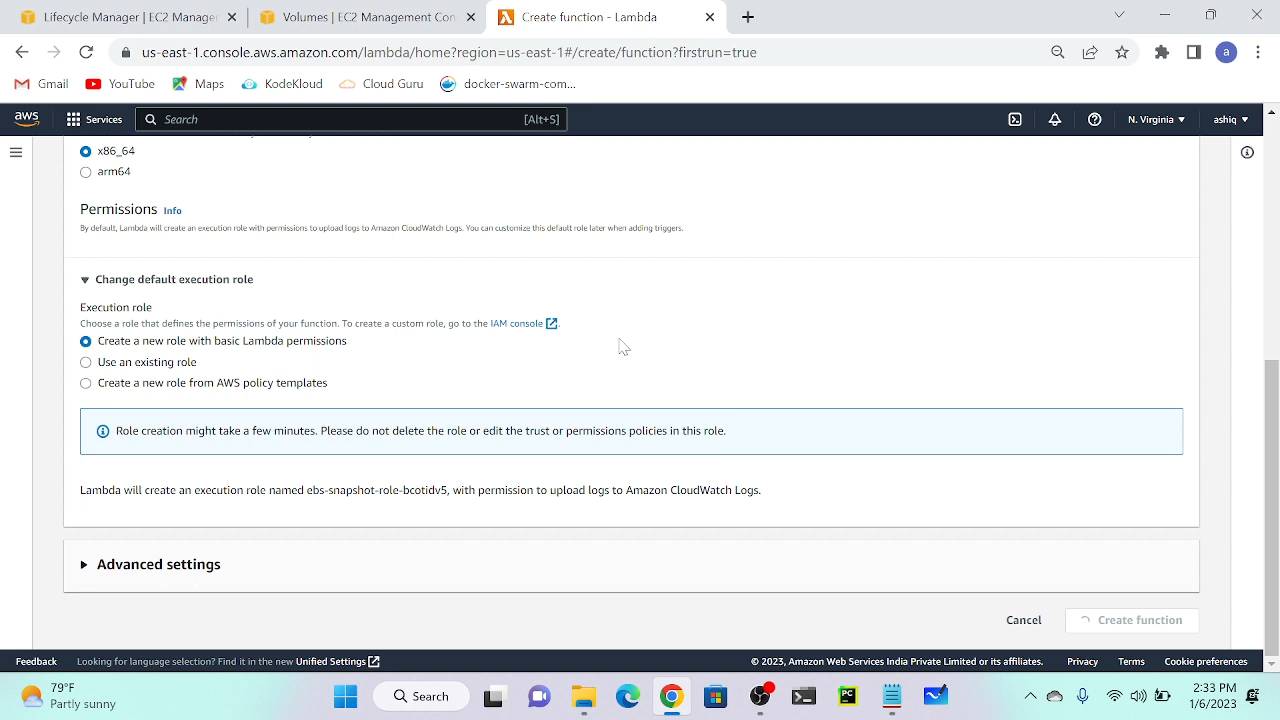 Lifecycle Manager | EC2 Manager
Volumes | EC2 Management Con
Create function - Lambda
us-east-1.console.aws.amazon.com/lambda/home?region=us-east-1#/create/function?firstrun=true
a
Gmail
YouTube
Maps
KodeKloud
Cloud Guru
docker-swarm-com...
aws
Services
Search
[Alt+S]
N. Virginia
ashiq
x86_64
arm64
Permissions Info
By default, Lambda will create an execution role with permissions to upload logs to Amazon CloudWatch Logs. You can customize this default role later when adding triggers.
Change default execution role
Execution role
Choose a role that defines the permissions of your function. To create a custom role, go to the IAM console.
Create a new role with basic Lambda permissions
Use an existing role
Create a new role from AWS policy templates
Role creation might take a few minutes. Please do not delete the role or edit the trust or permissions policies in this role.
Lambda will create an execution role named ebs-snapshot-role-bcotidv5, with permission to upload logs to Amazon CloudWatch Logs.
Advanced settings
Cancel
Create function
Feedback
Looking for language selection? Find it in the new Unified Settings
© 2023, Amazon Web Services India Private Limited or its affiliates.
Privacy
Terms
Cookie preferences
79°F
Partly sunny
Search
PC
2:33 PM
1/6/2023